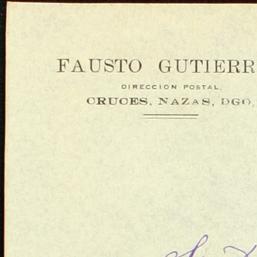 FAUSTO GUTIERR
DIRECCION POSTAL,
CRUCES, NAZAS, DGO,